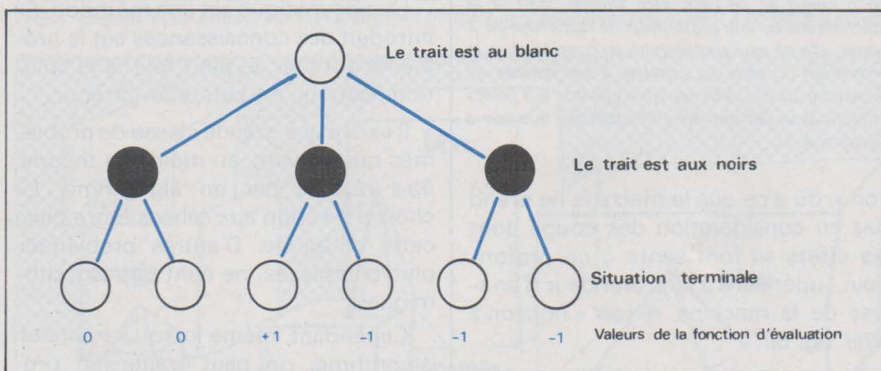 Le trait est au blanc
Le trait est aux noirs
Situation terminale
0 0 +1 -1 -1 -1 Valeurs de la fonction d'évaluation